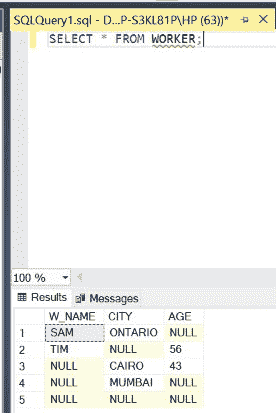 SQLQuery1.sql - D...P-S3KL81P\HP (63))*
SELECT * FROM WORKER;
100 %
Results Messages
W_NAME CITY AGE
1 SAM ONTARIO NULL
2 TIM NULL 56
3 NULL CAIRO 43
4 NULL MUMBAI NULL
5 NULL NULL NULL